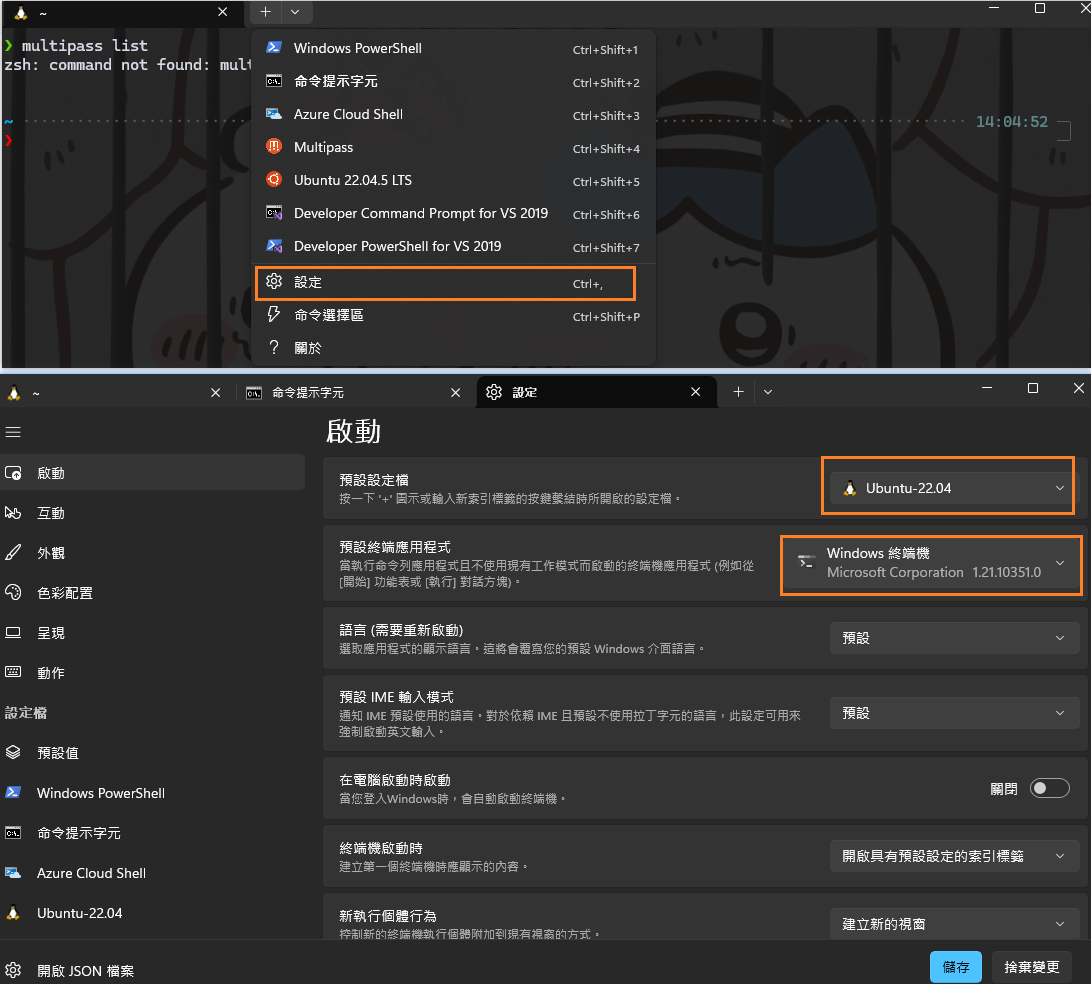 ~
❯ multipass list
zsh: command not found: mult
~
14:04:52
❯
Windows PowerShell Ctrl+Shift+1
命令提示字元 Ctrl+Shift+2
Azure Cloud Shell Ctrl+Shift+3
Multipass Ctrl+Shift+4
Ubuntu 22.04.5 LTS Ctrl+Shift+5
Developer Command Prompt for VS 2019 Ctrl+Shift+6
Developer PowerShell for VS 2019 Ctrl+Shift+7
設定 Ctrl+,
命令選擇區 Ctrl+Shift+P
關於
~ 命令提示字元 設定
啟動
互動
外觀
色彩配置
呈現
動作
設定檔
預設值
Windows PowerShell
命令提示字元
Azure Cloud Shell
Ubuntu-22.04
開啟 JSON 檔案
啟動
預設設定檔
按一下 '+' 圖示或輸入新索引標籤的按鍵繫結時所開啟的設定檔。
Ubuntu-22.04
預設終端應用程式
當執行命令列應用程式且不使用現有工作模式而啟動的終端機應用程式 (例如從
[開始] 功能表或 [執行] 對話方塊)。
Windows 終端機
Microsoft Corporation 1.21.10351.0
語言 (需要重新啟動)
選取應用程式的顯示語言。這將會覆寫您的預設 Windows 介面語言。
預設
預設 IME 輸入模式
通知 IME 預設使用的語言。對於依賴 IME 且預設不使用拉丁字元的語言，此設定可用來
強制啟動英文輸入。
預設
在電腦啟動時啟動
當您登入Windows時，會自動啟動終端機。
關閉
終端機啟動時
建立第一個終端機時應顯示的內容。
開啟具有預設設定的索引標籤
新執行個體行為
控制新的終端機執行個體附加到現有視窗的方式。
建立新的視窗
儲存 捨棄變更